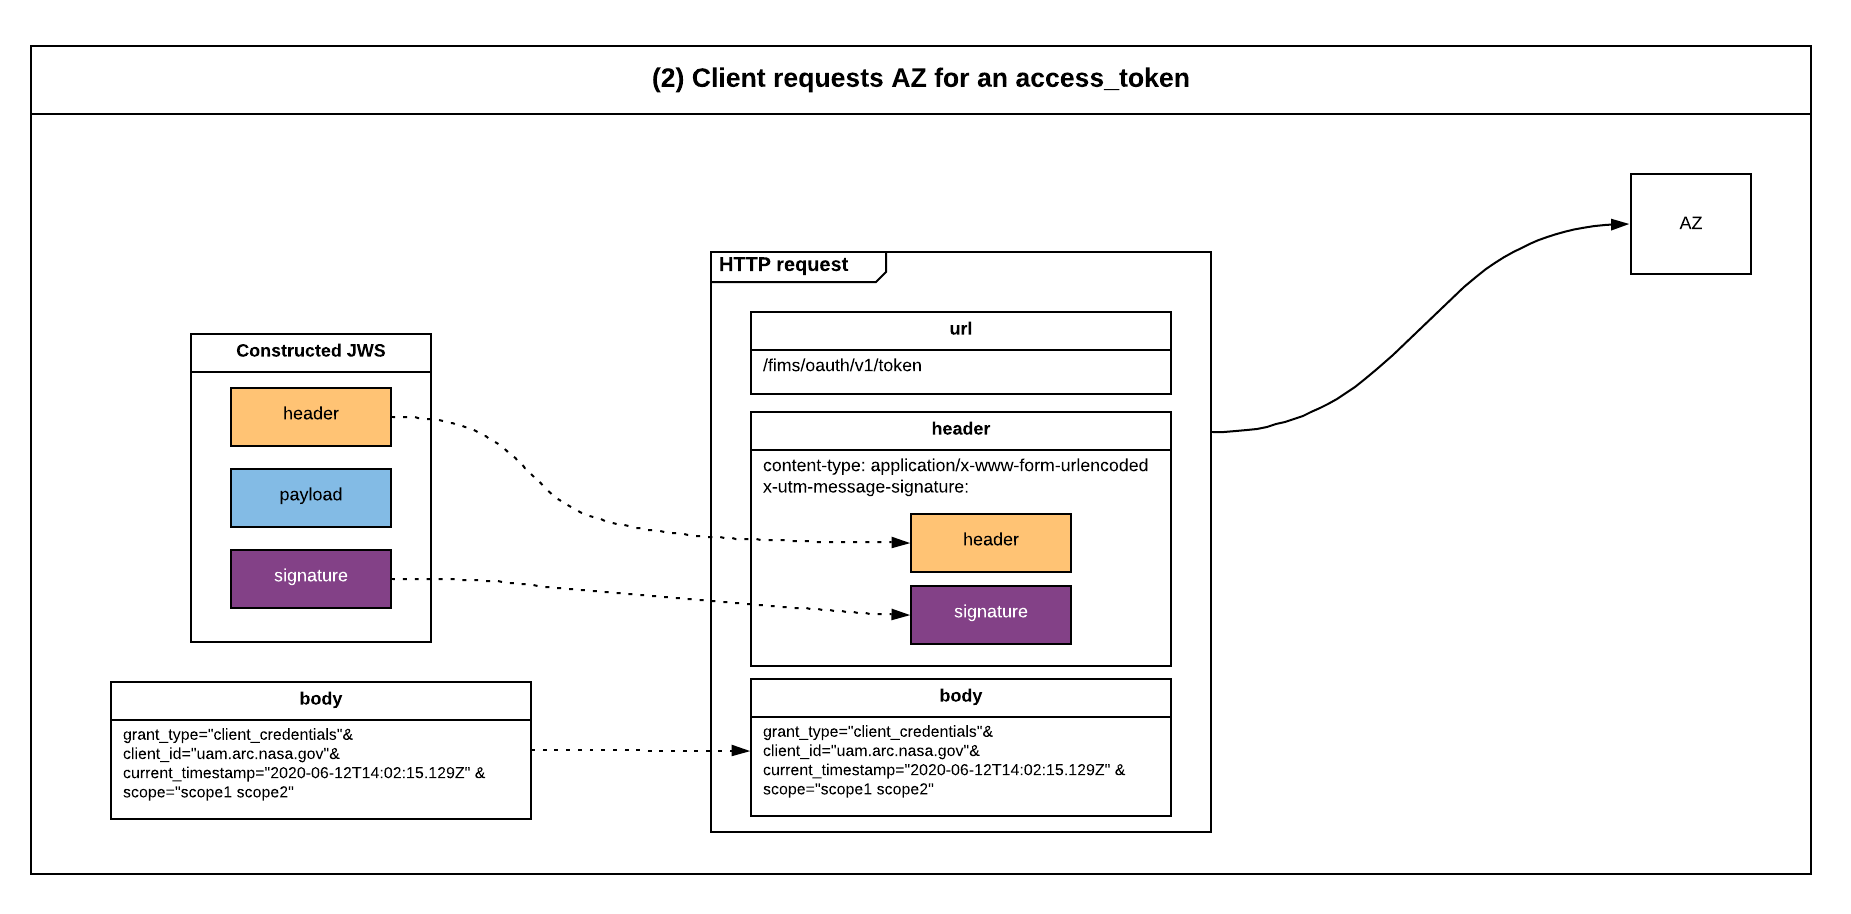 (2) Client requests AZ for an access_token
AZ
HTTP request
url
/fims/oauth/v1/token
Constructed JWS
header
payload
signature
header
content-type: application/x-www-form-urlencoded
x-utm-message-signature:
header
signature
body
grant_type="client_credentials"&
client_id="uam.arc.nasa.gov"&
current_timestamp="2020-06-12T14:02:15.129Z" &
scope="scope1 scope2"
body
grant_type="client_credentials"&
client_id="uam.arc.nasa.gov"&
current_timestamp="2020-06-12T14:02:15.129Z" &
scope="scope1 scope2"